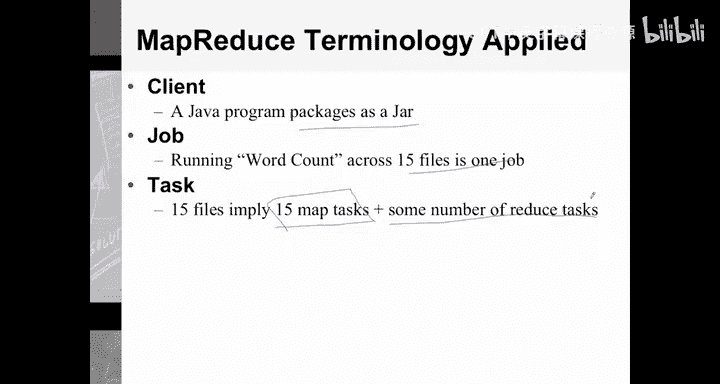 MapReduce Terminology Applied
bilibili
• Client
– A Java program packages as a Jar
• Job
– Running “Word Count” across 15 files is one job
• Task
– 15 files imply 15 map tasks + some number of reduce tasks